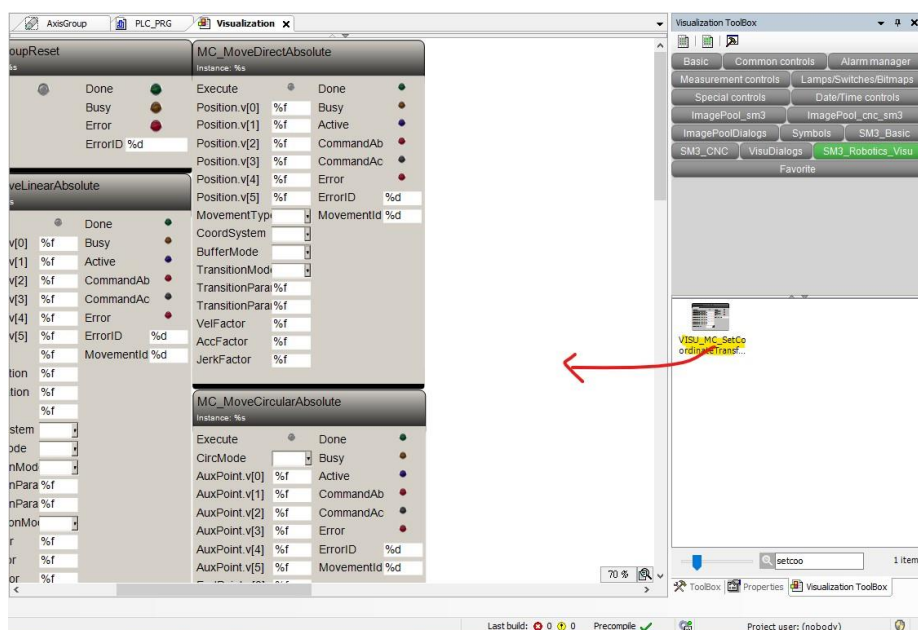 AxisGroup PLC_PRG Visualization x
oupReset
Done
Busy
Error
ErrorID %d
veLinearAbsolute
Done
v[0] %f Busy
v[1] %f Active
v[2] %f CommandAb
v[3] %f CommandAc
v[4] %f Error
v[5] %f ErrorID %d
%f MovementId %d
tion %f
tion %f
%f
stem
ode
nMod
nPara %f
nPara %f
onMo
r %f
or %f
or %f
MC_MoveDirectAbsolute
Instance: %s
Execute Done
Position.v[0] %f Busy
Position.v[1] %f Active
Position.v[2] %f CommandAb
Position.v[3] %f CommandAc
Position.v[4] %f Error
Position.v[5] %f ErrorID %d
MovementType MovementId %d
CoordSystem
BufferMode
TransitionMode
TransitionPara %f
TransitionPara %f
VelFactor %f
AccFactor %f
JerkFactor %f
MC_MoveCircularAbsolute
Instance: %s
Execute Done
CircMode Busy
AuxPoint.v[0] %f Active
AuxPoint.v[1] %f CommandAb
AuxPoint.v[2] %f CommandAc
AuxPoint.v[3] %f Error
AuxPoint.v[4] %f ErrorID %d
AuxPoint.v[5] %f MovementId %d
70 %
Visualization ToolBox
Basic Common controls Alarm manager
Measurement controls Lamps/Switches/Bitmaps
Special controls Date/Time controls
ImagePool_sm3 ImagePool_cnc_sm3
ImagePoolDialogs Symbols SM3_Basic
SM3_CNC VisuDialogs SM3_Robotics_Visu
Favorite
VISU_MC_SetCo
ordinateTransf...
setcoo 1 item
ToolBox Properties Visualization ToolBox
Last build: 0 0 Precompile Project user: (nobody)